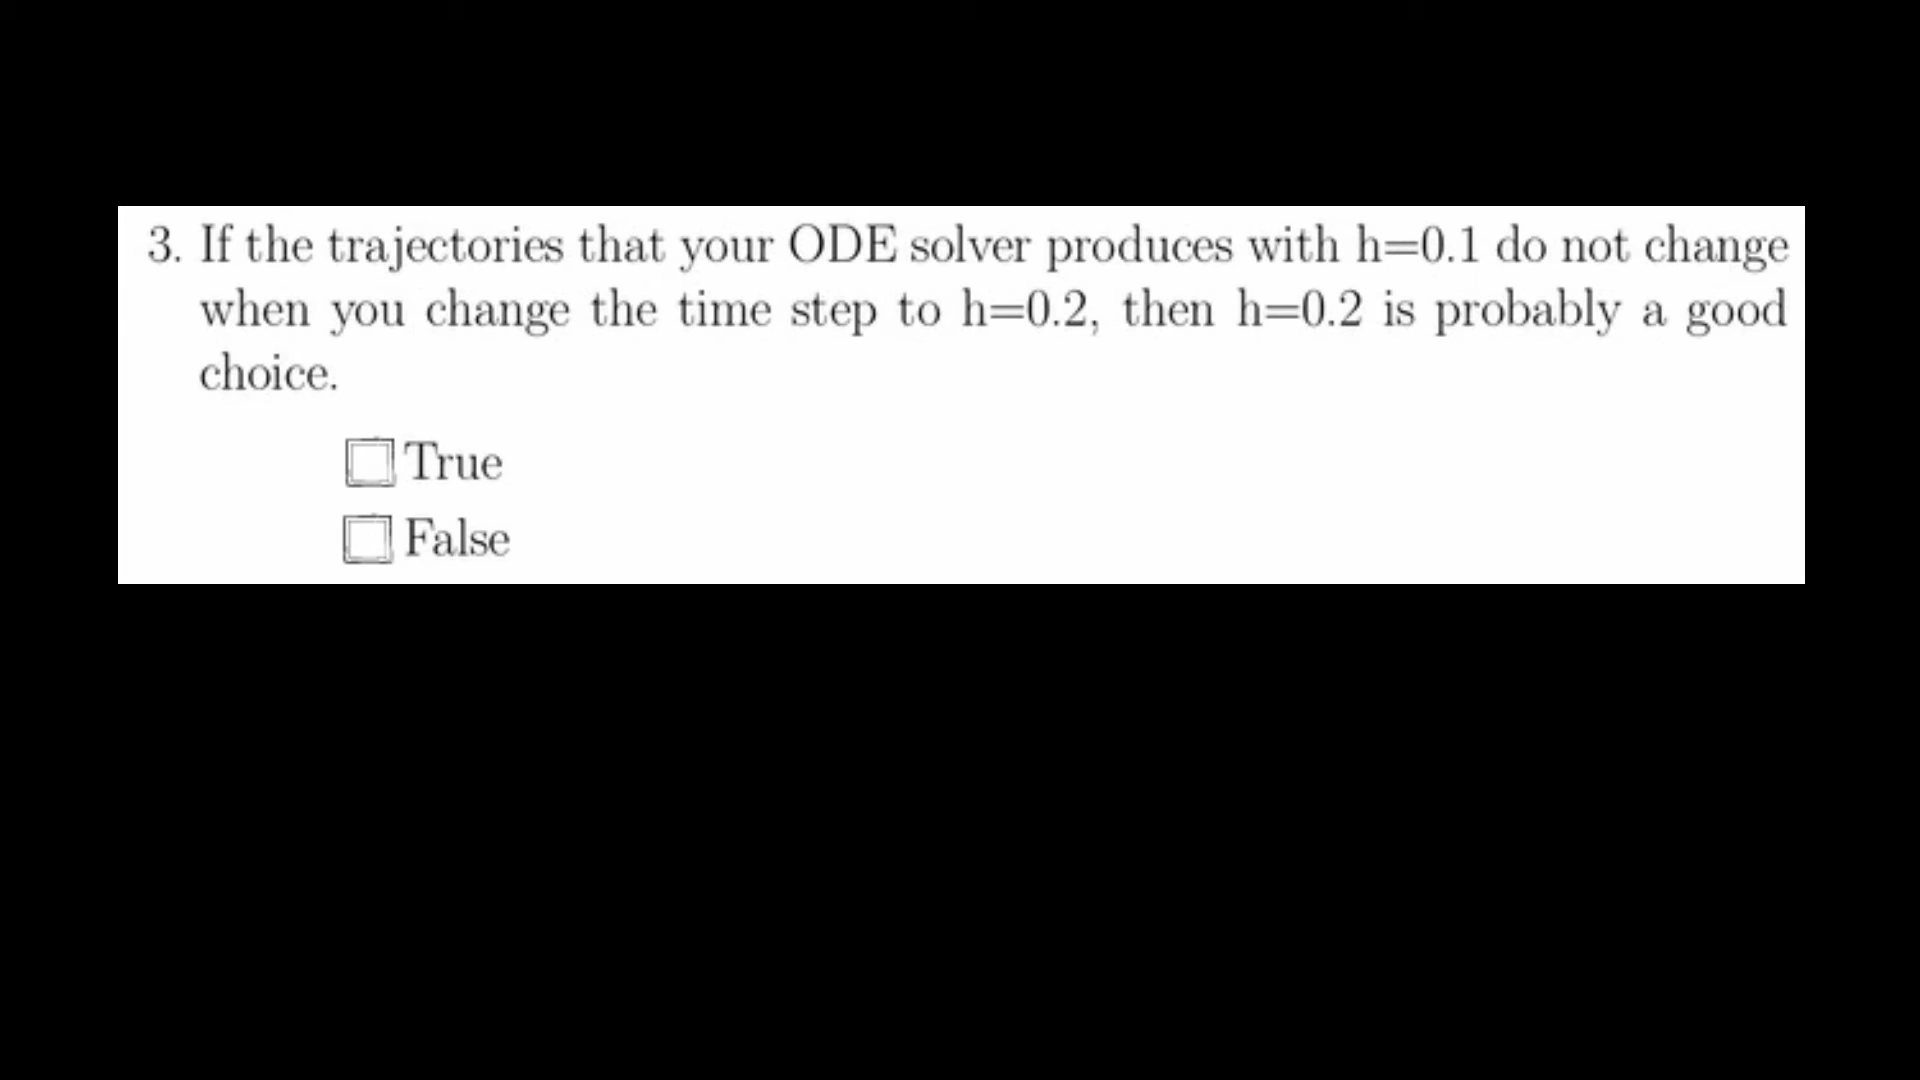 3. If the trajectories that your ODE solver produces with h=0.1 do not change
when you change the time step to h=0.2, then h=0.2 is probably a good
choice.
True
False